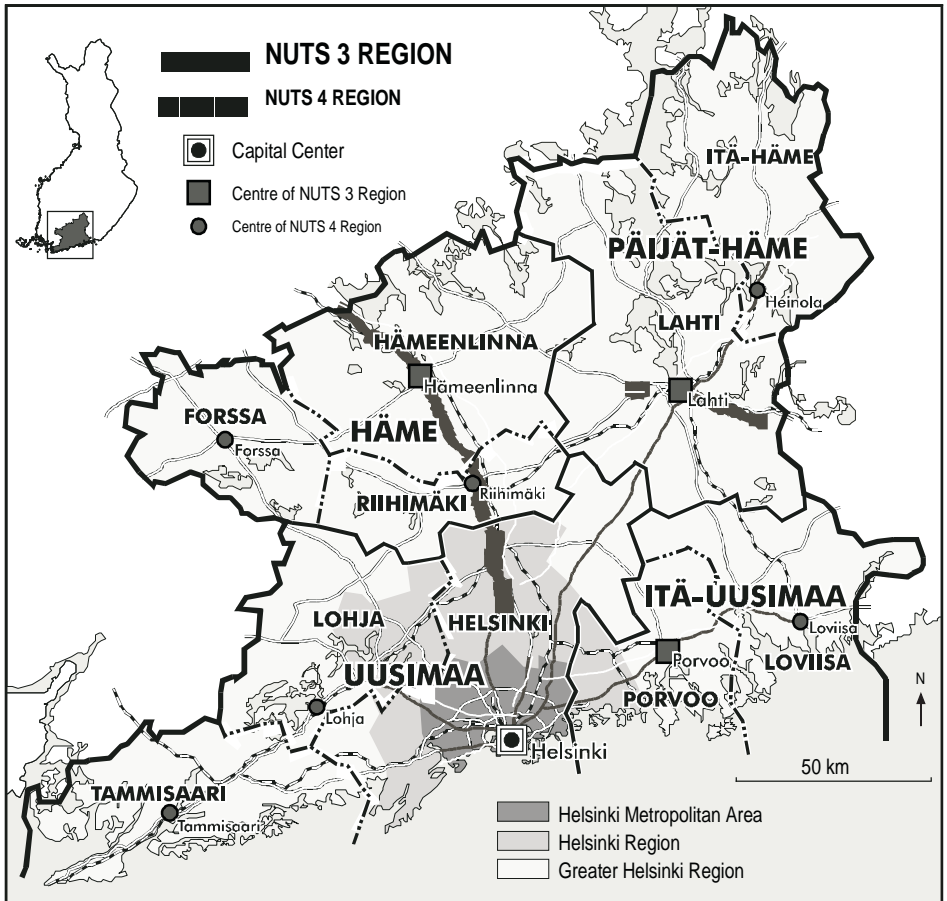 NUTS 3 REGION
NUTS 4 REGION
Capital Center
Centre of NUTS 3 Region
Centre of NUTS 4 Region
ITÄ-HÄME
PÄIJÄT-HÄME
Heinola
LAHTI
HÄMEENLINNA
Hämeenlinna
Lahti
FORSSA
HÄME
Forssa
RIIHIMÄKI
Riihimäki
ITÄ-UUSIMAA
LOHJA
HELSINKI
Loviisa
UUSIMAA
Porvoo
LOVIISA
PORVOO
N
Lohja
Helsinki
50 km
TAMMISAARI
Tammisaari
Helsinki Metropolitan Area
Helsinki Region
Greater Helsinki Region